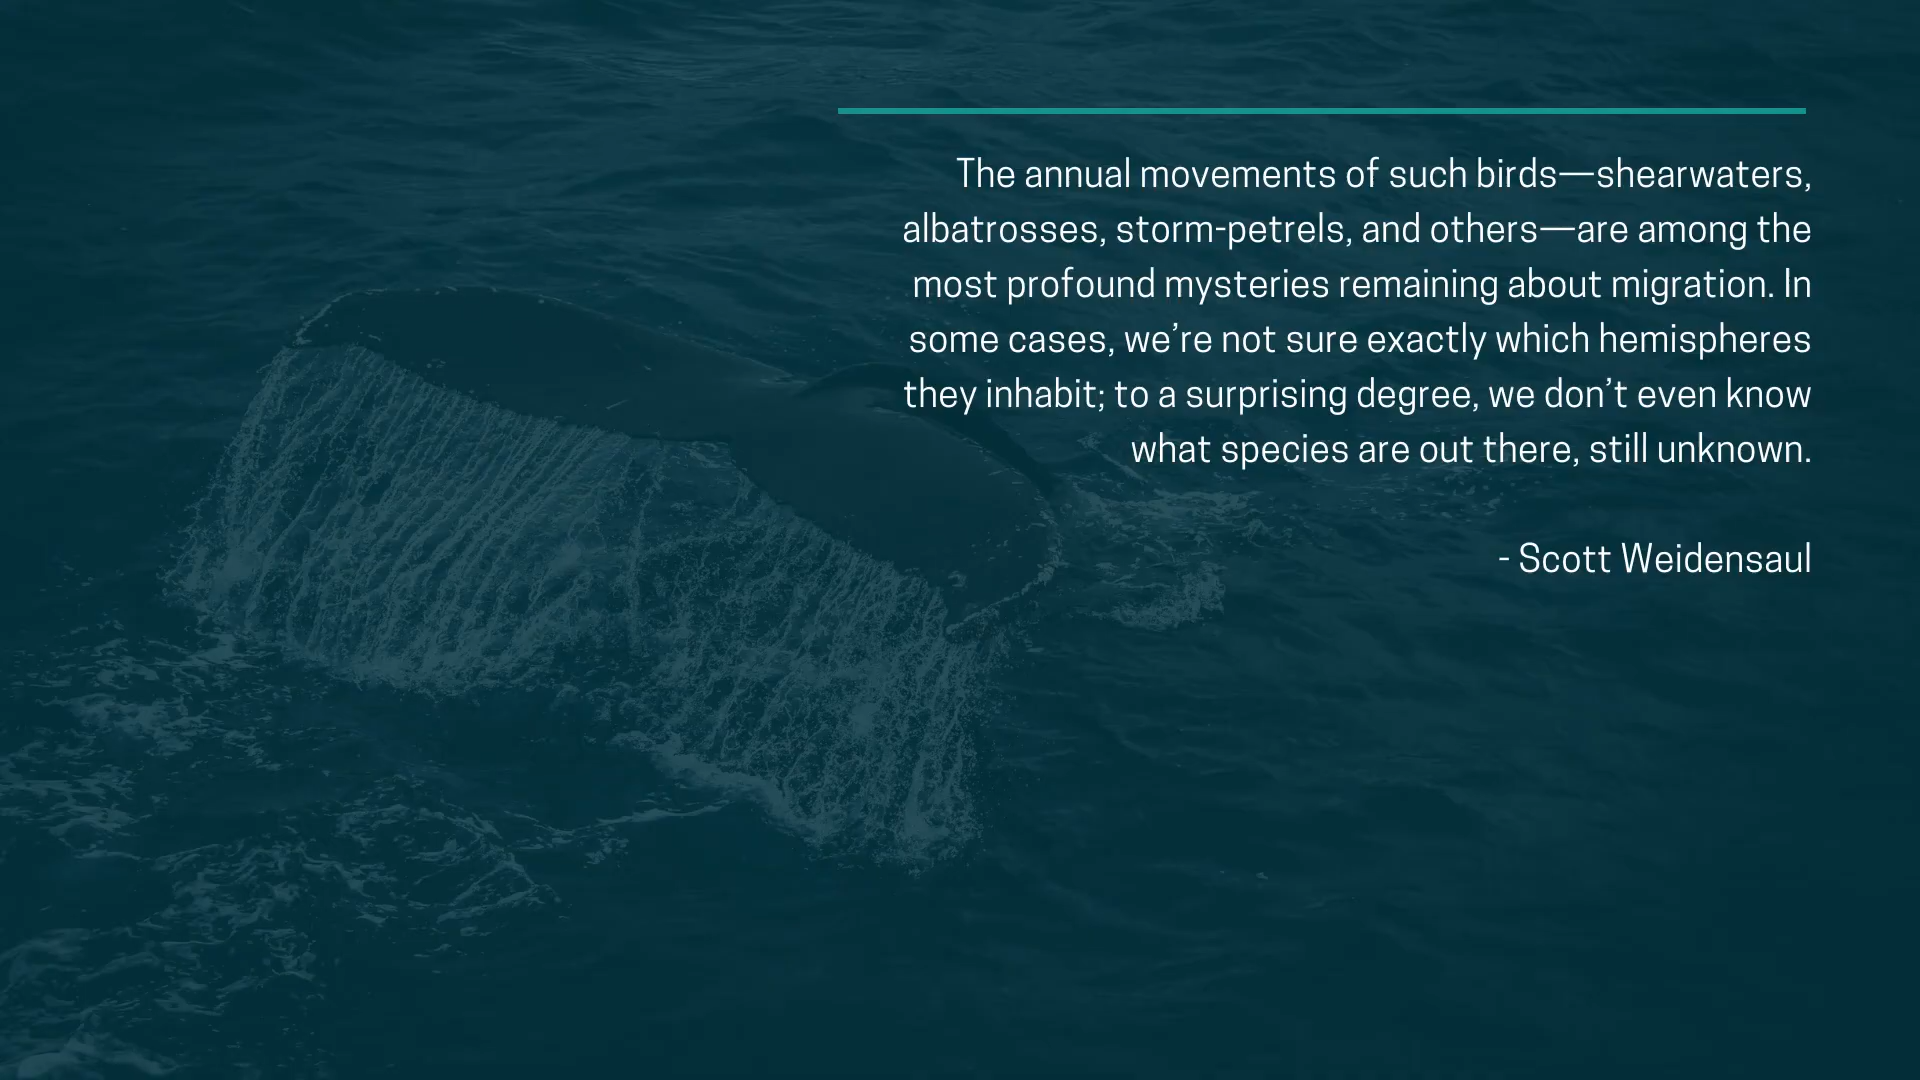 The annual movements of such birds—shearwaters,
albatrosses, storm-petrels, and others—are among the
most profound mysteries remaining about migration. In
some cases, we’re not sure exactly which hemispheres
they inhabit; to a surprising degree, we don’t even know
what species are out there, still unknown.
- Scott Weidensaul